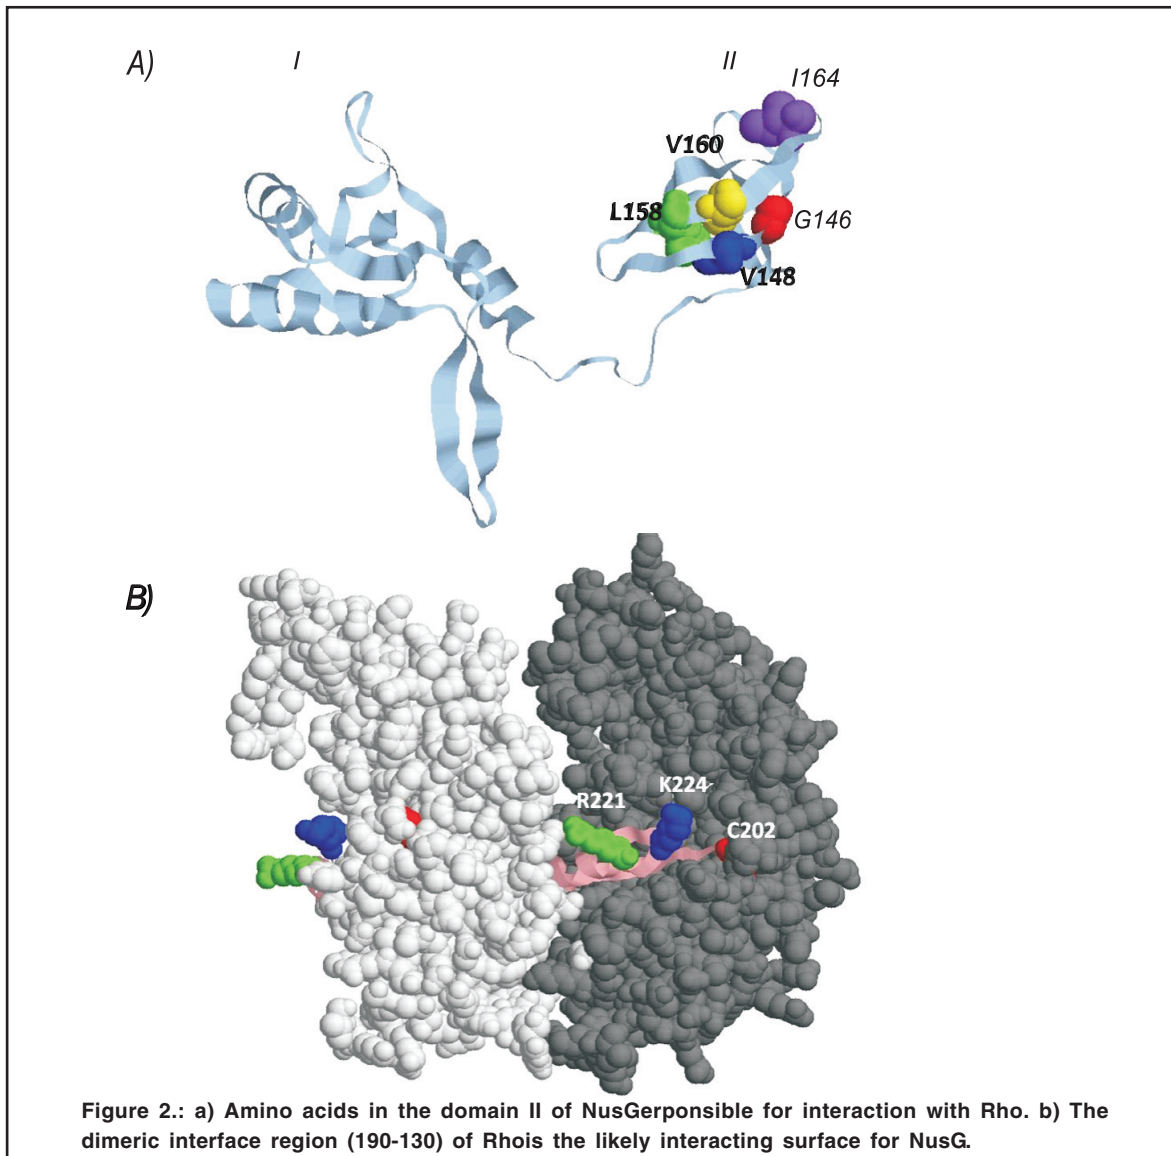 A)
I
II
I164
V160
L158
G146
V148
B)
K224
R221
C202
Figure 2.: a) Amino acids in the domain II of NusGerponsible for interaction with Rho. b) The
dimeric interface region (190-130) of Rhois the likely interacting surface for NusG.